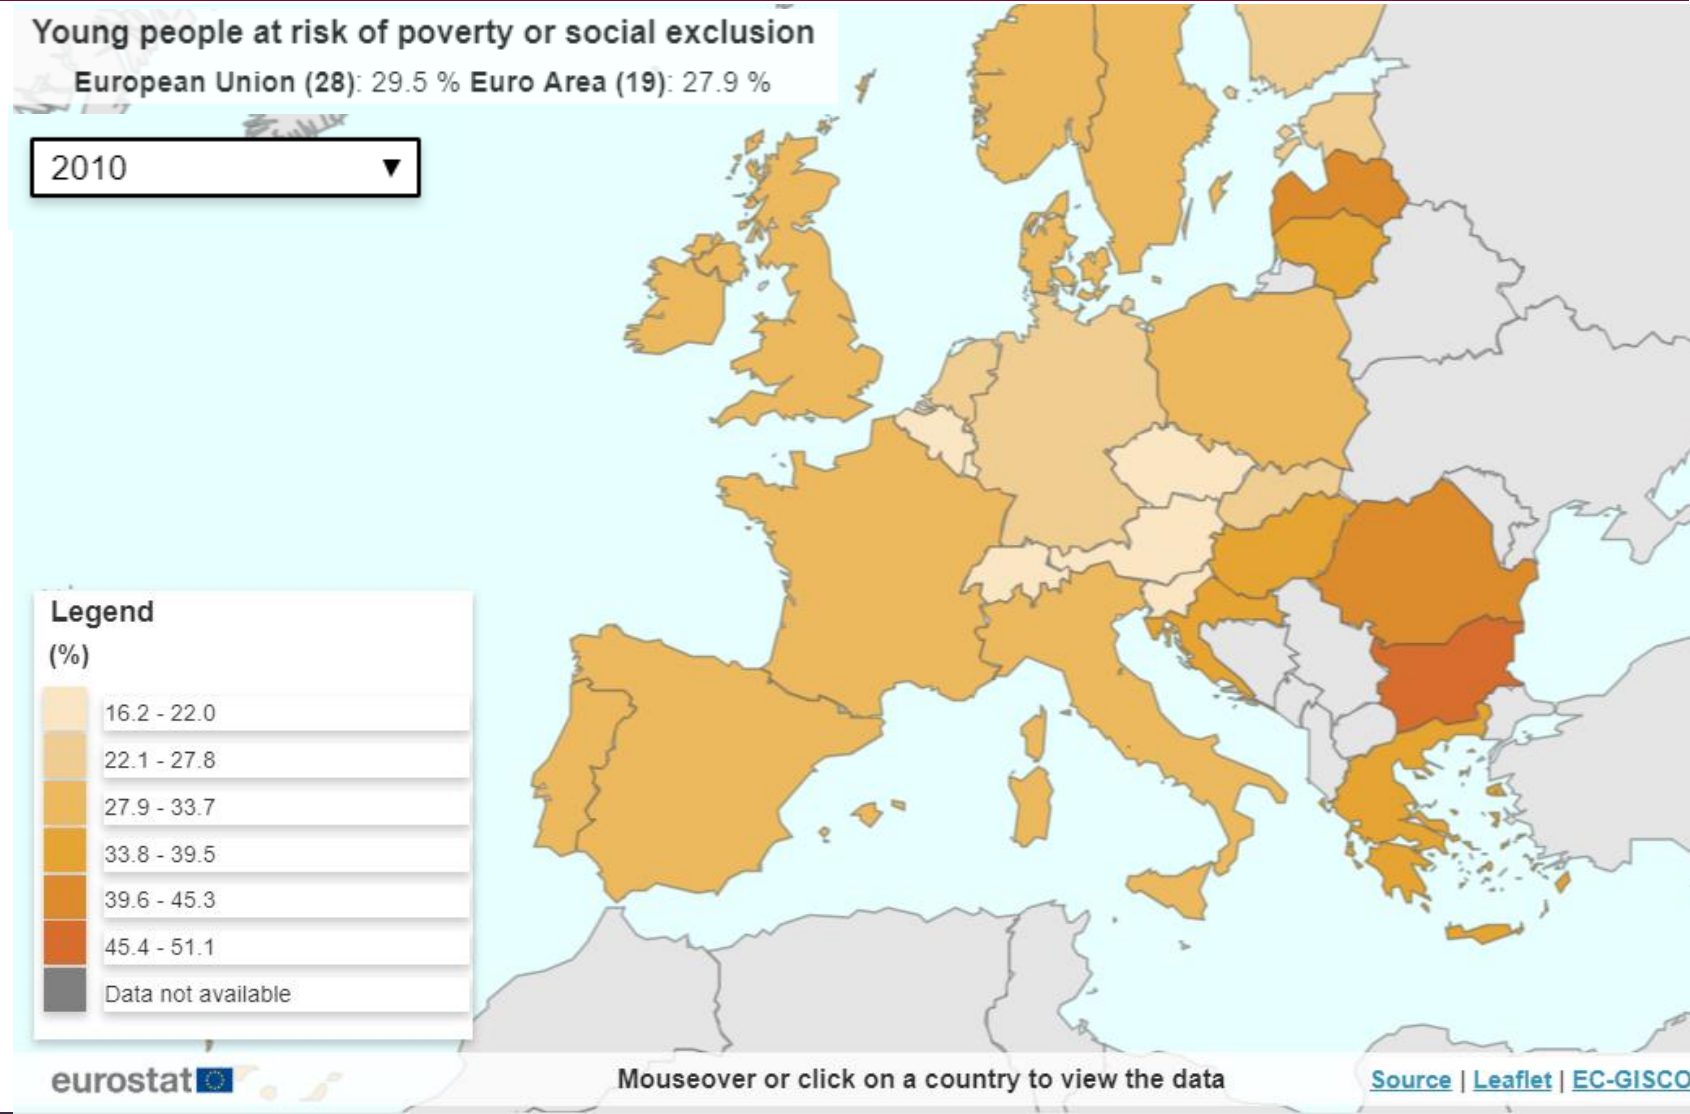 Young people at risk of poverty or social exclusion
European Union (28): 29.5 % Euro Area (19): 27.9 %
2010
Legend
(%)
16.2 - 22.0
22.1 - 27.8
27.9 - 33.7
33.8 - 39.5
39.6 - 45.3
45.4 - 51.1
Data not available
eurostat
Mouseover or click on a country to view the data
Source | Leaflet | EC-GISCO